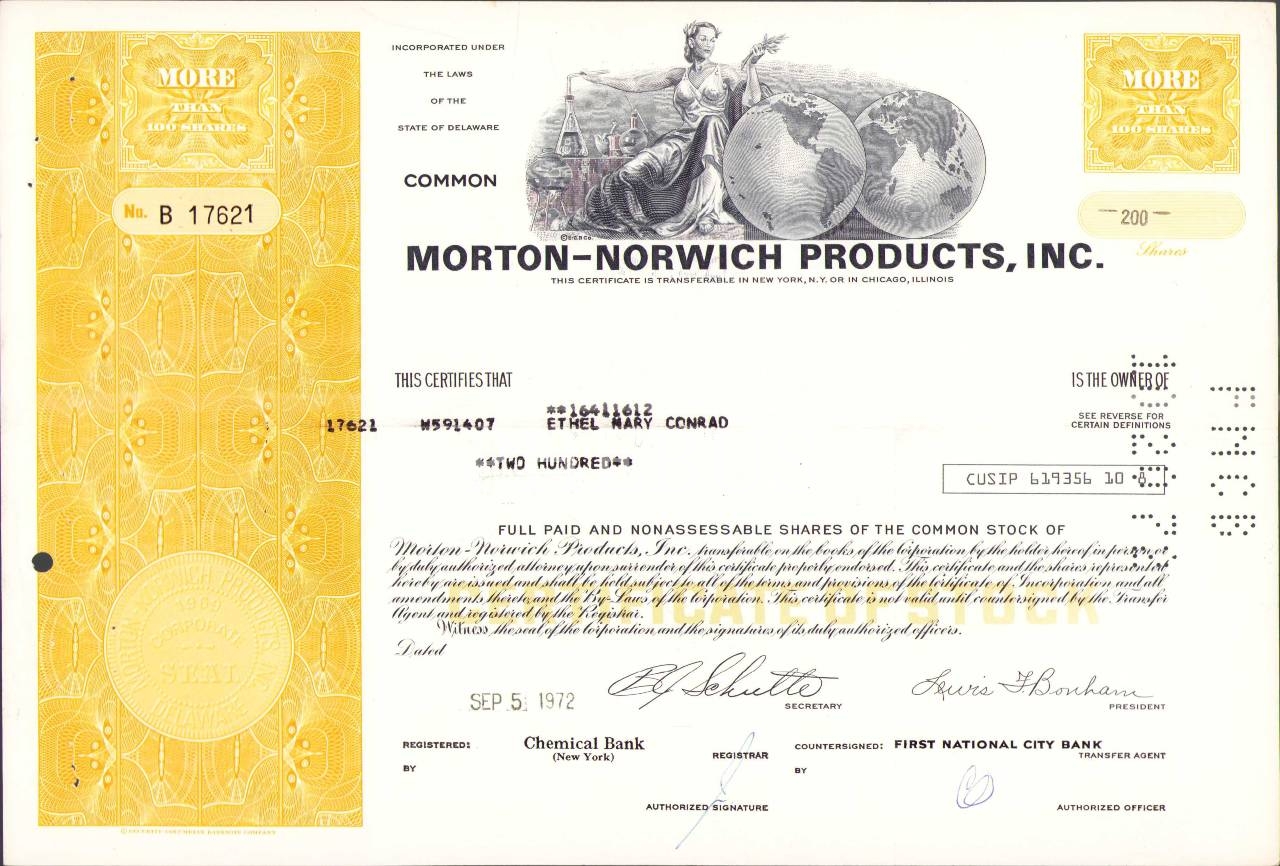 MORE
THAN
100 SHARES
No. B 17621
INCORPORATED UNDER
THE LAWS
OF THE
STATE OF DELAWARE
COMMON
MORE
THAN
100 SHARES
200
Shares
MORTON-NORWICH PRODUCTS, INC.
THIS CERTIFICATE IS TRANSFERABLE IN NEW YORK, N.Y. OR IN CHICAGO, ILLINOIS
THIS CERTIFIES THAT
IS THE OWNER OF
**16411612
17621 W591407 ETHEL MARY CONRAD
SEE REVERSE FOR
CERTAIN DEFINITIONS
**TWO HUNDRED**
CUSIP 619356 10 8
FULL PAID AND NONASSESSABLE SHARES OF THE COMMON STOCK OF
Morton-Norwich Products, Inc. transferable on the books of the Corporation by the holder hereof in person or
by duly authorized attorney upon surrender of this certificate properly endorsed. This certificate and the shares represented
hereby are issued and shall be held subject to all of the terms and provisions of the Certificate of Incorporation and all
amendments thereto and the By-Laws of the Corporation. This certificate is not valid until countersigned by the Transfer
Agent and registered by the Registrar.
Witness the seal of the Corporation and the signatures of its duly authorized officers.
Dated
SEP 5 1972
SECRETARY
Lewis F. Bonham
PRESIDENT
REGISTERED:
Chemical Bank
(New York)
REGISTRAR
BY
AUTHORIZED SIGNATURE
COUNTERSIGNED: FIRST NATIONAL CITY BANK
TRANSFER AGENT
BY
AUTHORIZED OFFICER
SEAL
© SECURITY-COLUMBIAN BANKNOTE COMPANY